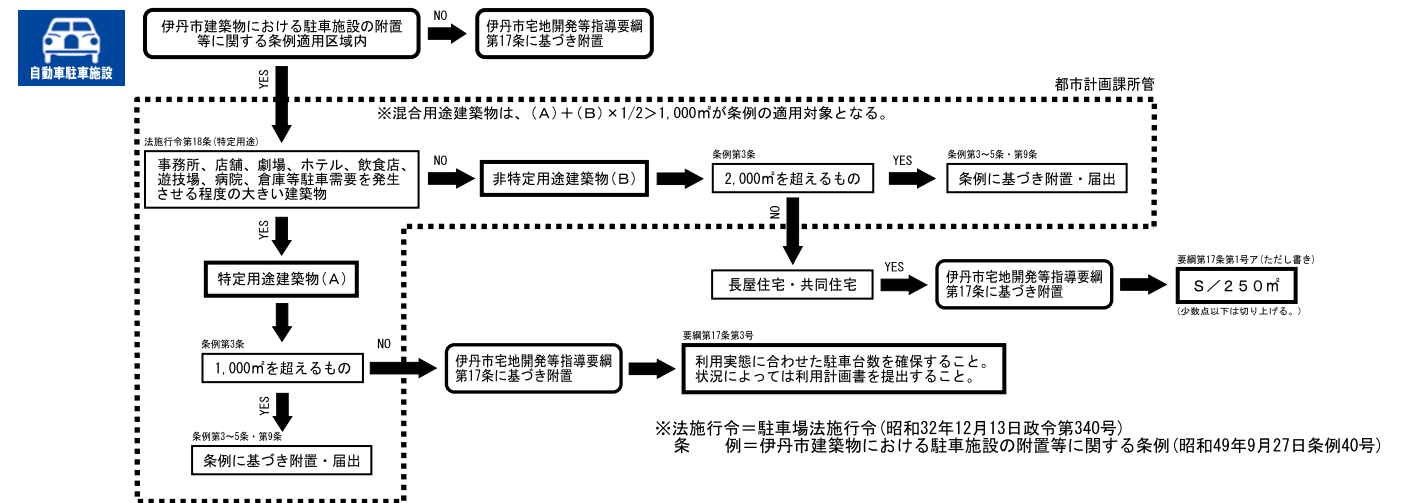 自動車駐車施設
伊丹市建築物における駐車施設の附置
等に関する条例適用区域内
NO
伊丹市宅地開発等指導要綱
第17条に基づき附置
YES
都市計画課所管
※混合用途建築物は、(A)＋(B)×1/2>1,000㎡が条例の適用対象となる。
法施行令第18条(特定用途)
事務所、店舗、劇場、ホテル、飲食店、
遊技場、病院、倉庫等駐車需要を発生
させる程度の大きい建築物
NO
非特定用途建築物(B)
条例第3条
2,000㎡を超えるもの
YES
条例第3～5条・第9条
条例に基づき附置・届出
YES
NO
特定用途建築物(A)
長屋住宅・共同住宅
YES
伊丹市宅地開発等指導要綱
第17条に基づき附置
要綱第17条第1号ア(ただし書き)
S／250㎡
(少数点以下は切り上げる。)
条例第3条
1,000㎡を超えるもの
NO
伊丹市宅地開発等指導要綱
第17条に基づき附置
要綱第17条第3号
利用実態に合わせた駐車台数を確保すること。
状況によっては利用計画書を提出すること。
YES
条例第3～5条・第9条
条例に基づき附置・届出
※法施行令＝駐車場法施行令(昭和32年12月13日政令第340号)
条　　例＝伊丹市建築物における駐車施設の附置等に関する条例(昭和49年9月27日条例40号)